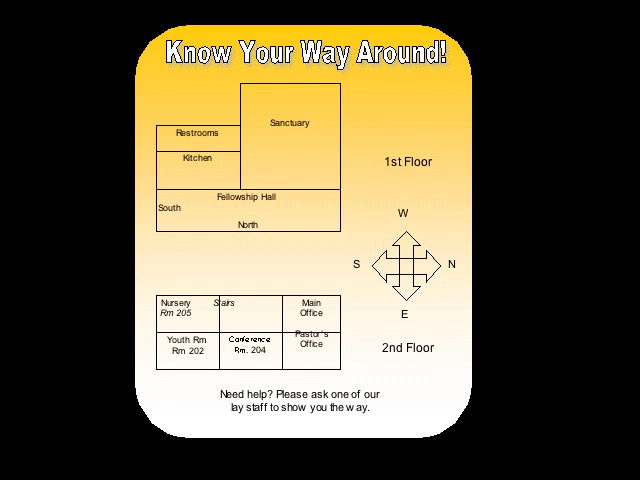 Know Your Way Around!
Sanctuary
Restrooms
Kitchen
1st Floor
Fellowship Hall
South
North
W
S
N
E
Nursery
Rm 205
Stairs
Main
Office
Youth Rm
Rm 202
Conference
Rm. 204
Pastor's
Office
2nd Floor
Need help? Please ask one of our
lay staff to show you the way.